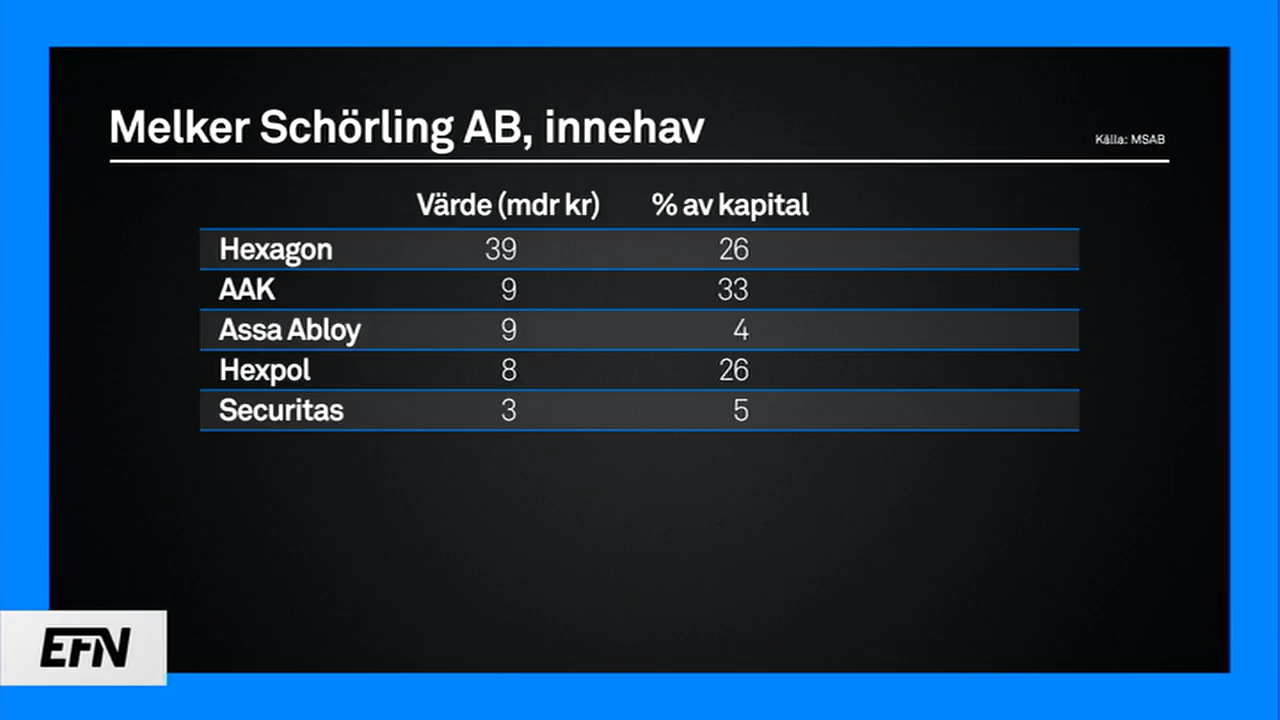 Melker Schörling AB, innehav
Källa: MSAB
Värde (mdr kr) % av kapital
Hexagon 39 26
AAK 9 33
Assa Abloy 9 4
Hexpol 8 26
Securitas 3 5
EFN